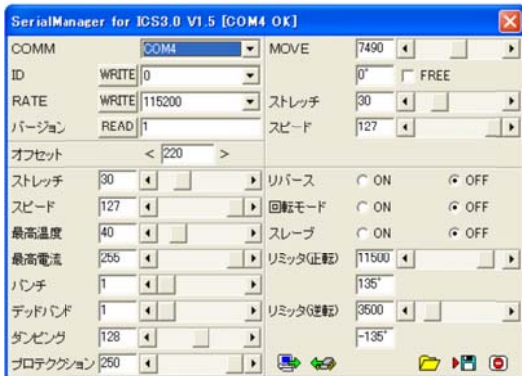 SerialManager for ICS3.0 V1.5 [COM4 OK]
COMM COM4
ID WRITE 0
RATE WRITE 115200
バージョン READ 1
オフセット < 220 >
ストレッチ 30
スピード 127
最高温度 40
最高電流 255
パンチ 1
デッドバンド 1
ダンピング 128
プロテクション 250
MOVE 7490
0° FREE
ストレッチ 30
スピード 127
リバース ON OFF
回転モード ON OFF
スレーブ ON OFF
リミッタ(正転) 11500
135°
リミッタ(逆転) 3500
-135°